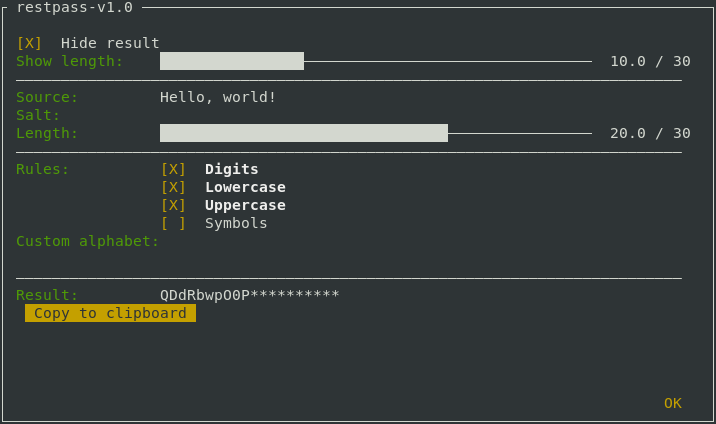 restpass-v1.0
[X] Hide result
Show length: 10.0 / 30
Source: Hello, world!
Salt:
Length: 20.0 / 30
Rules: [X] Digits
[X] Lowercase
[X] Uppercase
[ ] Symbols
Custom alphabet:
Result: QDdRbwpO0P**********
Copy to clipboard
OK